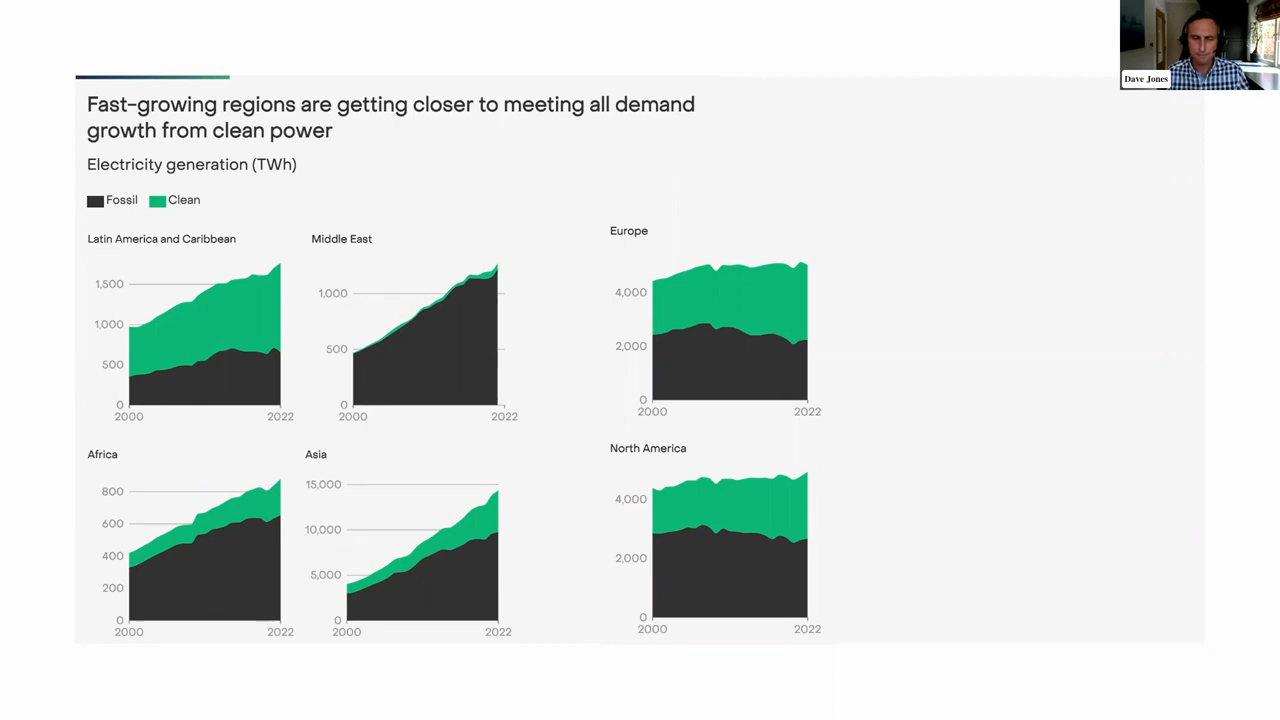 Dave Jones
Fast-growing regions are getting closer to meeting all demand
growth from clean power
Electricity generation (TWh)
Fossil Clean
Latin America and Caribbean
1,500
1,000
500
0
2000 2022
Middle East
1,000
500
0
2000 2022
Europe
4,000
2,000
0
2000 2022
Africa
800
600
400
200
0
2000 2022
Asia
15,000
10,000
5,000
0
2000 2022
North America
4,000
2,000
0
2000 2022